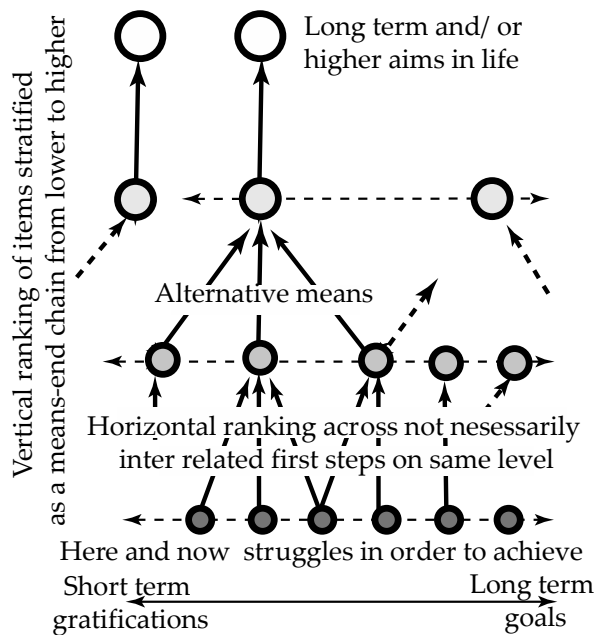 Long term and/ or
higher aims in life
Vertical ranking of items stratified
as a means-end chain from lower to higher
Alternative means
Horizontal ranking across not nesessarily
inter related first steps on same level
Here and now struggles in order to achieve
Short term
gratifications
Long term
goals